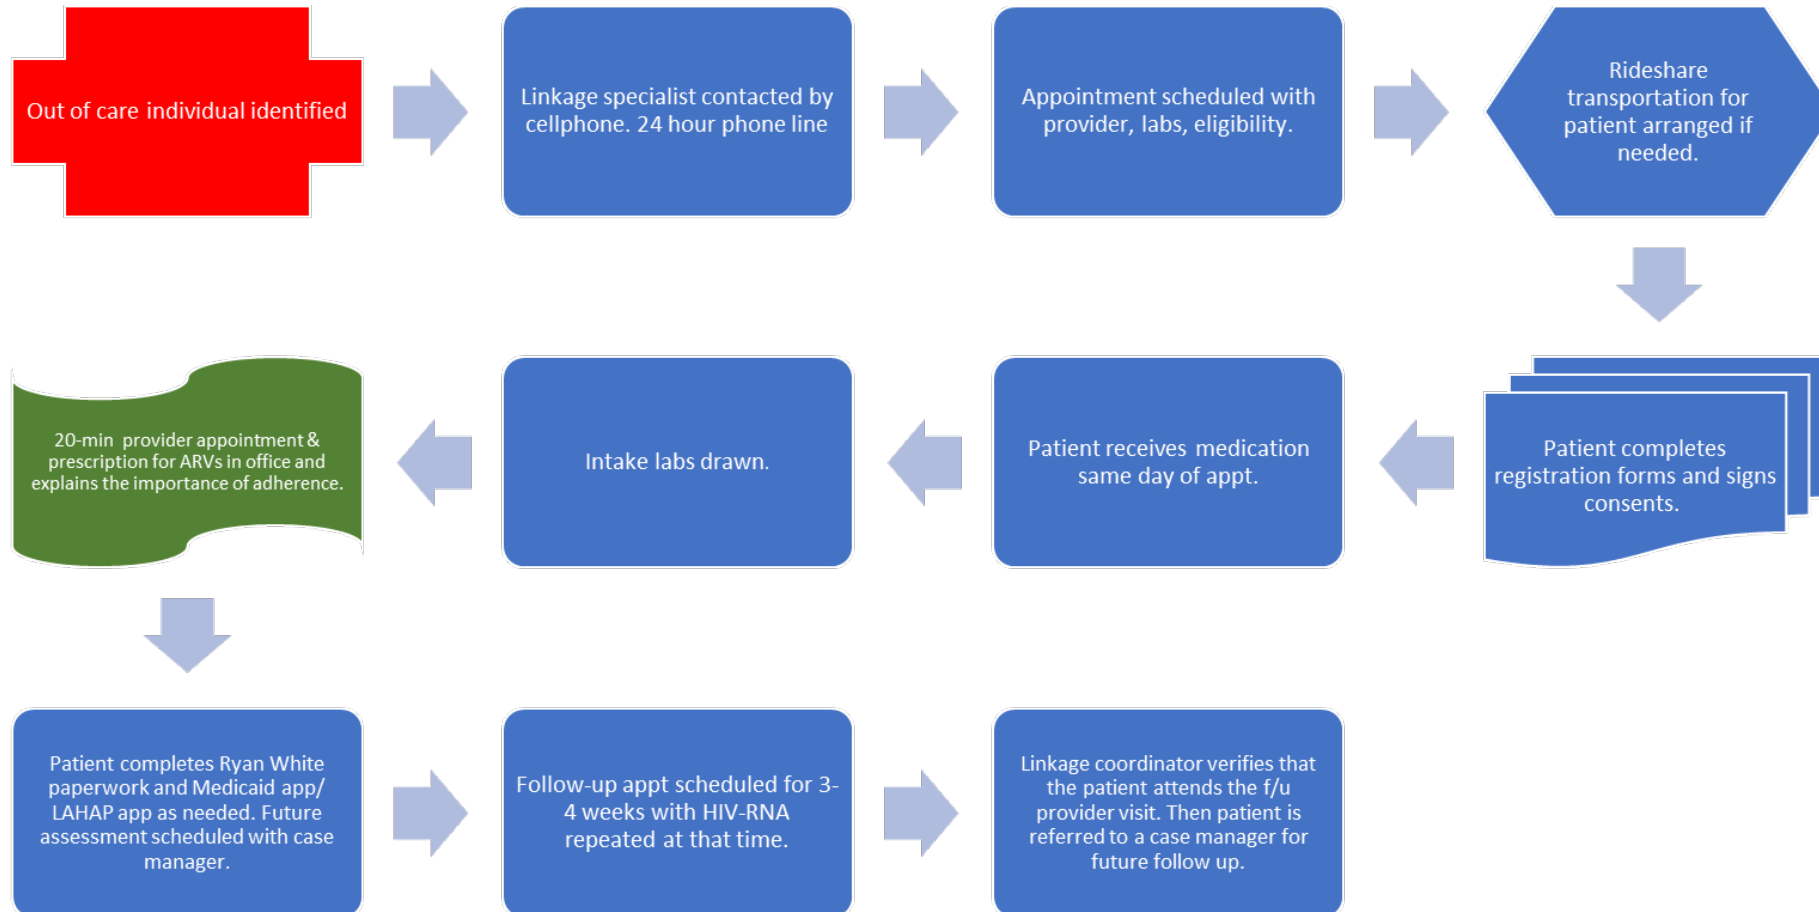 Out of care individual identified
Linkage specialist contacted by
cellphone. 24 hour phone line
Appointment scheduled with
provider, labs, eligibility.
Rideshare
transportation for
patient arranged if
needed.
Patient completes
registration forms and signs
consents.
Patient receives medication
same day of appt.
Intake labs drawn.
20-min provider appointment &
prescription for ARVs in office and
explains the importance of adherence.
Patient completes Ryan White
paperwork and Medicaid app/
LAHAP app as needed. Future
assessment scheduled with case
manager.
Follow-up appt scheduled for 3-
4 weeks with HIV-RNA
repeated at that time.
Linkage coordinator verifies that
the patient attends the f/u
provider visit. Then patient is
referred to a case manager for
future follow up.